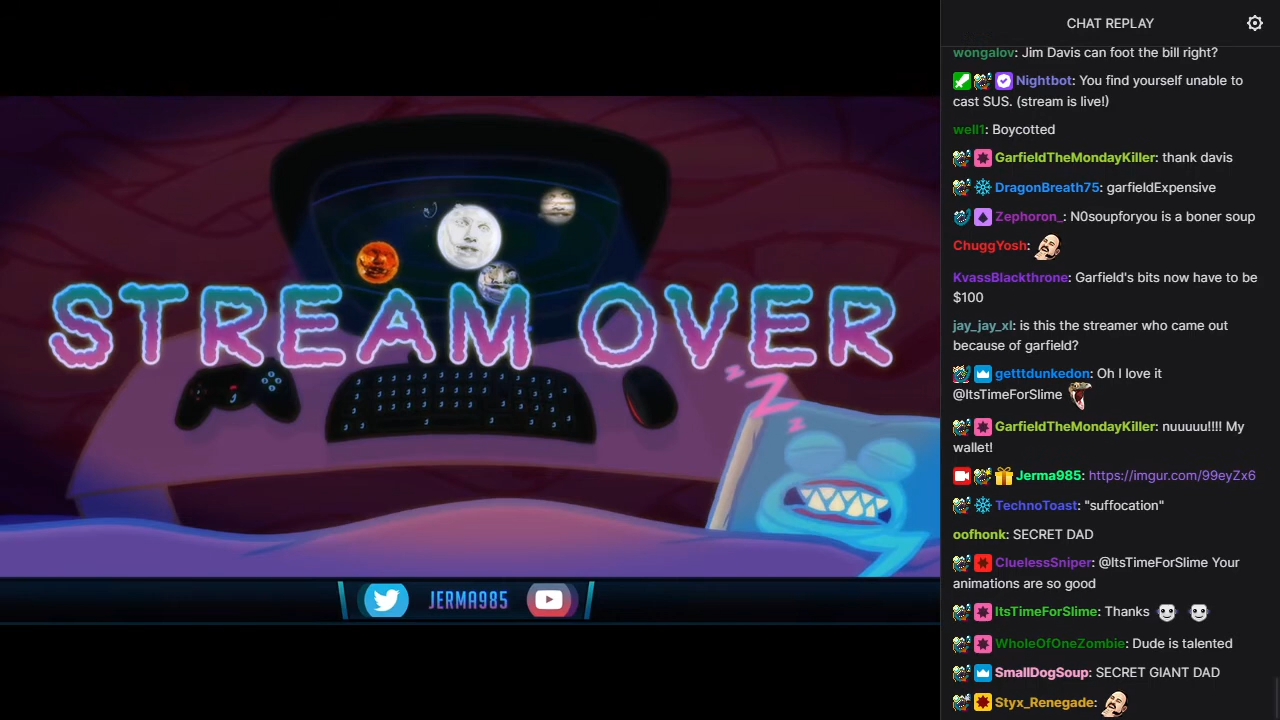 CHAT REPLAY
wongalov: Jim Davis can foot the bill right?
Nightbot: You find yourself unable to
cast SUS. (stream is live!)
well1: Boycotted
GarfieldTheMondayKiller: thank davis
DragonBreath75: garfieldExpensive
Zephoron_: N0soupforyou is a boner soup
ChuggYosh:
KvassBlackthrone: Garfield's bits now have to be
$100
jay_jay_xl: is this the streamer who came out
because of garfield?
getttdunkedon: Oh I love it
@ItsTimeForSlime
GarfieldTheMondayKiller: nuuuuu!!!! My
wallet!
Jerma985: https://imgur.com/99eyZx6
TechnoToast: "suffocation"
oofhonk: SECRET DAD
CluelessSniper: @ItsTimeForSlime Your
animations are so good
ItsTimeForSlime: Thanks
WholeOfOneZombie: Dude is talented
SmallDogSoup: SECRET GIANT DAD
Styx_Renegade:
STREAM OVER
z
Z
z
JERMA985